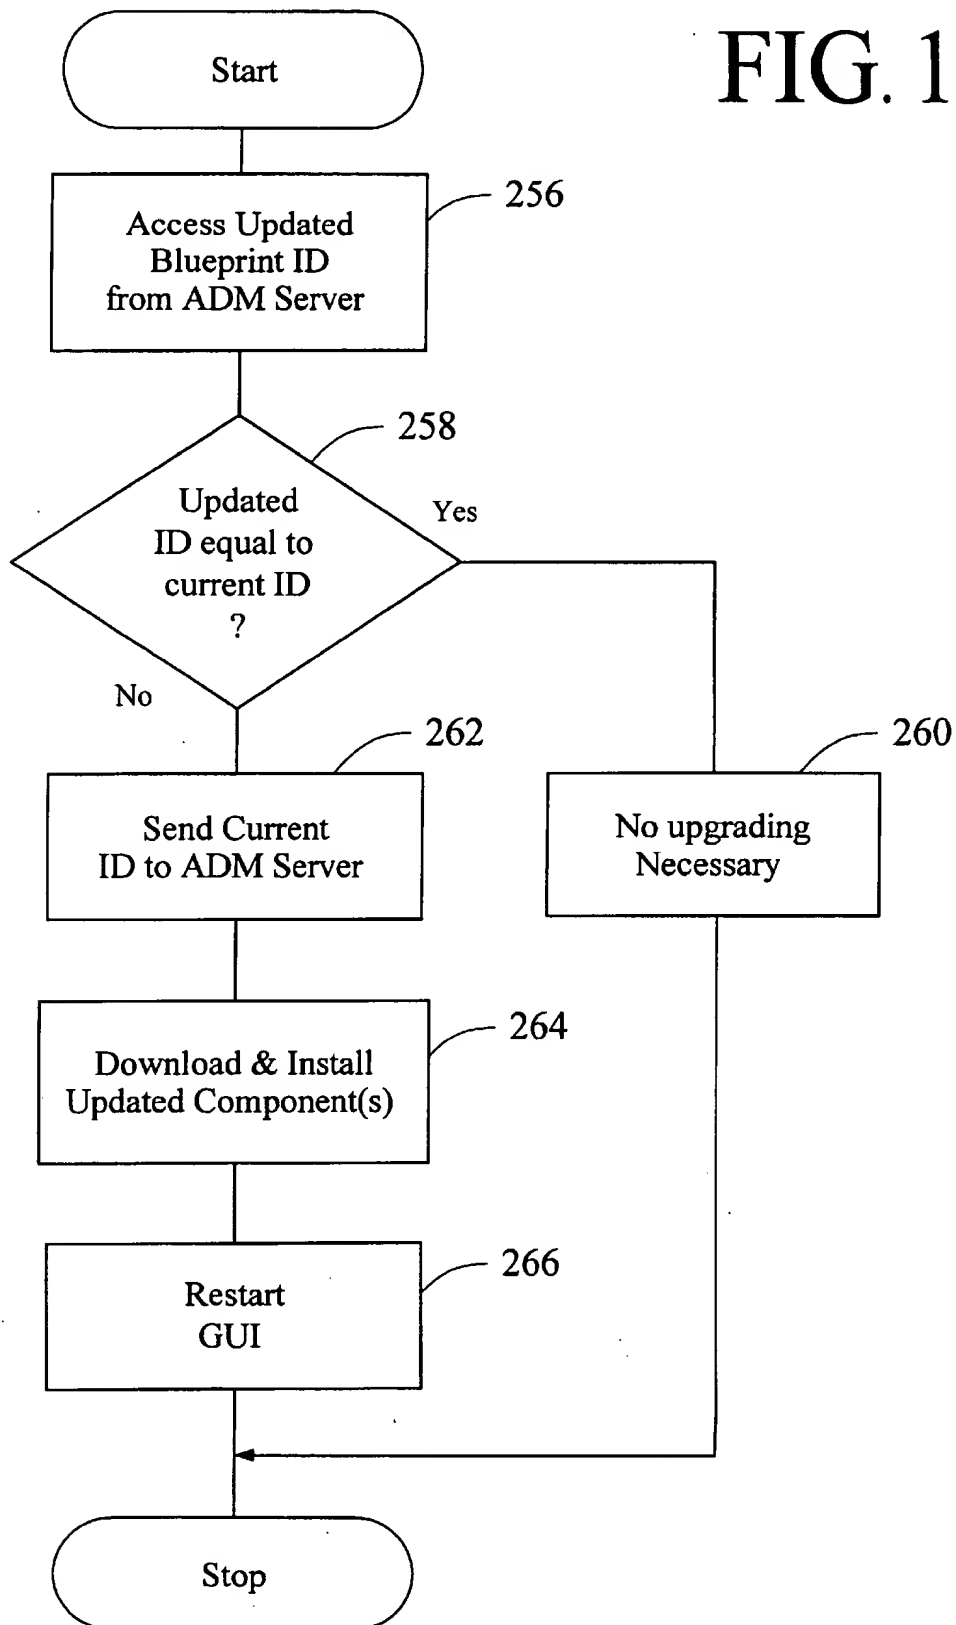 FIG. 1
Start
256
Access Updated
Blueprint ID
from ADM Server
258
Updated
ID equal to
current ID
?
Yes
No
262
Send Current
ID to ADM Server
260
No upgrading
Necessary
264
Download & Install
Updated Component(s)
266
Restart
GUI
Stop